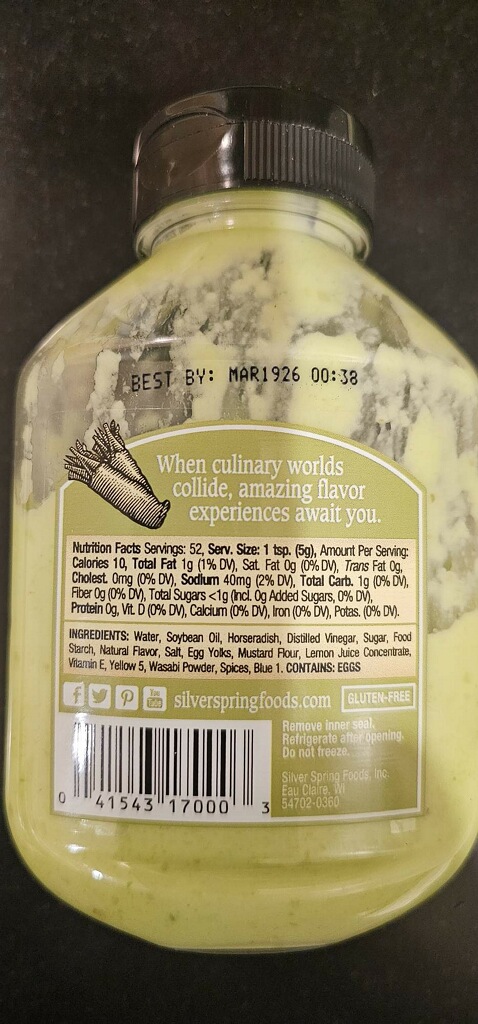 BEST BY: MAR1926 00:38
When culinary worlds
collide, amazing flavor
experiences await you.
Nutrition Facts Servings: 52, Serv. Size: 1 tsp. (5g), Amount Per Serving:
Calories 10, Total Fat 1g (1% DV), Sat. Fat 0g (0% DV), Trans Fat 0g,
Cholest. 0mg (0% DV), Sodium 40mg (2% DV), Total Carb. 1g (0% DV),
Fiber 0g (0% DV), Total Sugars <1g (Incl. 0g Added Sugars, 0% DV),
Protein 0g, Vit. D (0% DV), Calcium (0% DV), Iron (0% DV), Potas. (0% DV).
INGREDIENTS: Water, Soybean Oil, Horseradish, Distilled Vinegar, Sugar, Food
Starch, Natural Flavor, Salt, Egg Yolks, Mustard Flour, Lemon Juice Concentrate,
Vitamin E, Yellow 5, Wasabi Powder, Spices, Blue 1. CONTAINS: EGGS
You Tube silverspringfoods.com GLUTEN-FREE
Remove inner seal.
Refrigerate after opening.
Do not freeze.
Silver Spring Foods, Inc.
Eau Claire, WI
54702-0360
0 41543 17000 3